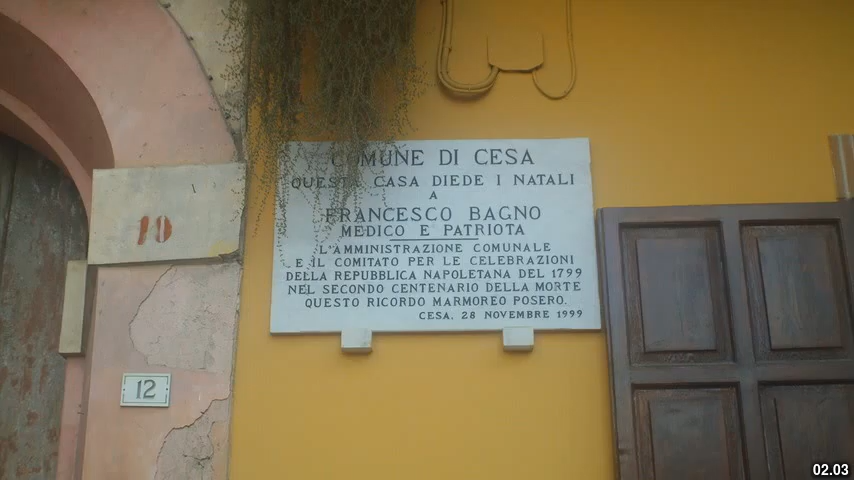 COMUNE DI CESA
QUESTA CASA DIEDE I NATALI
A
FRANCESCO BAGNO
MEDICO E PATRIOTA
L'AMMINISTRAZIONE COMUNALE
E IL COMITATO PER LE CELEBRAZIONI
DELLA REPUBBLICA NAPOLETANA DEL 1799
NEL SECONDO CENTENARIO DELLA MORTE
QUESTO RICORDO MARMOREO POSERO.
CESA, 28 NOVEMBRE 1999
10
12
02.03